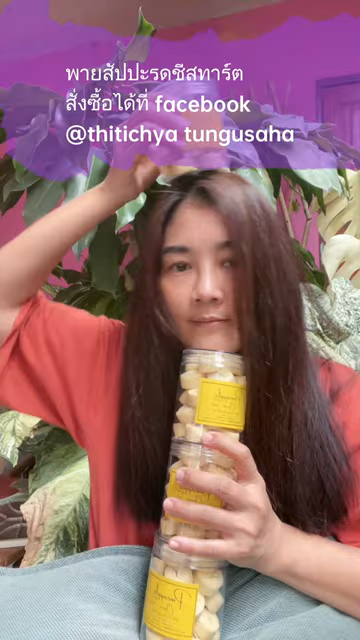 พายสัปปะรดชีสทาร์ต
สั่งซื้อได้ที่ facebook
@thitichya tungusaha